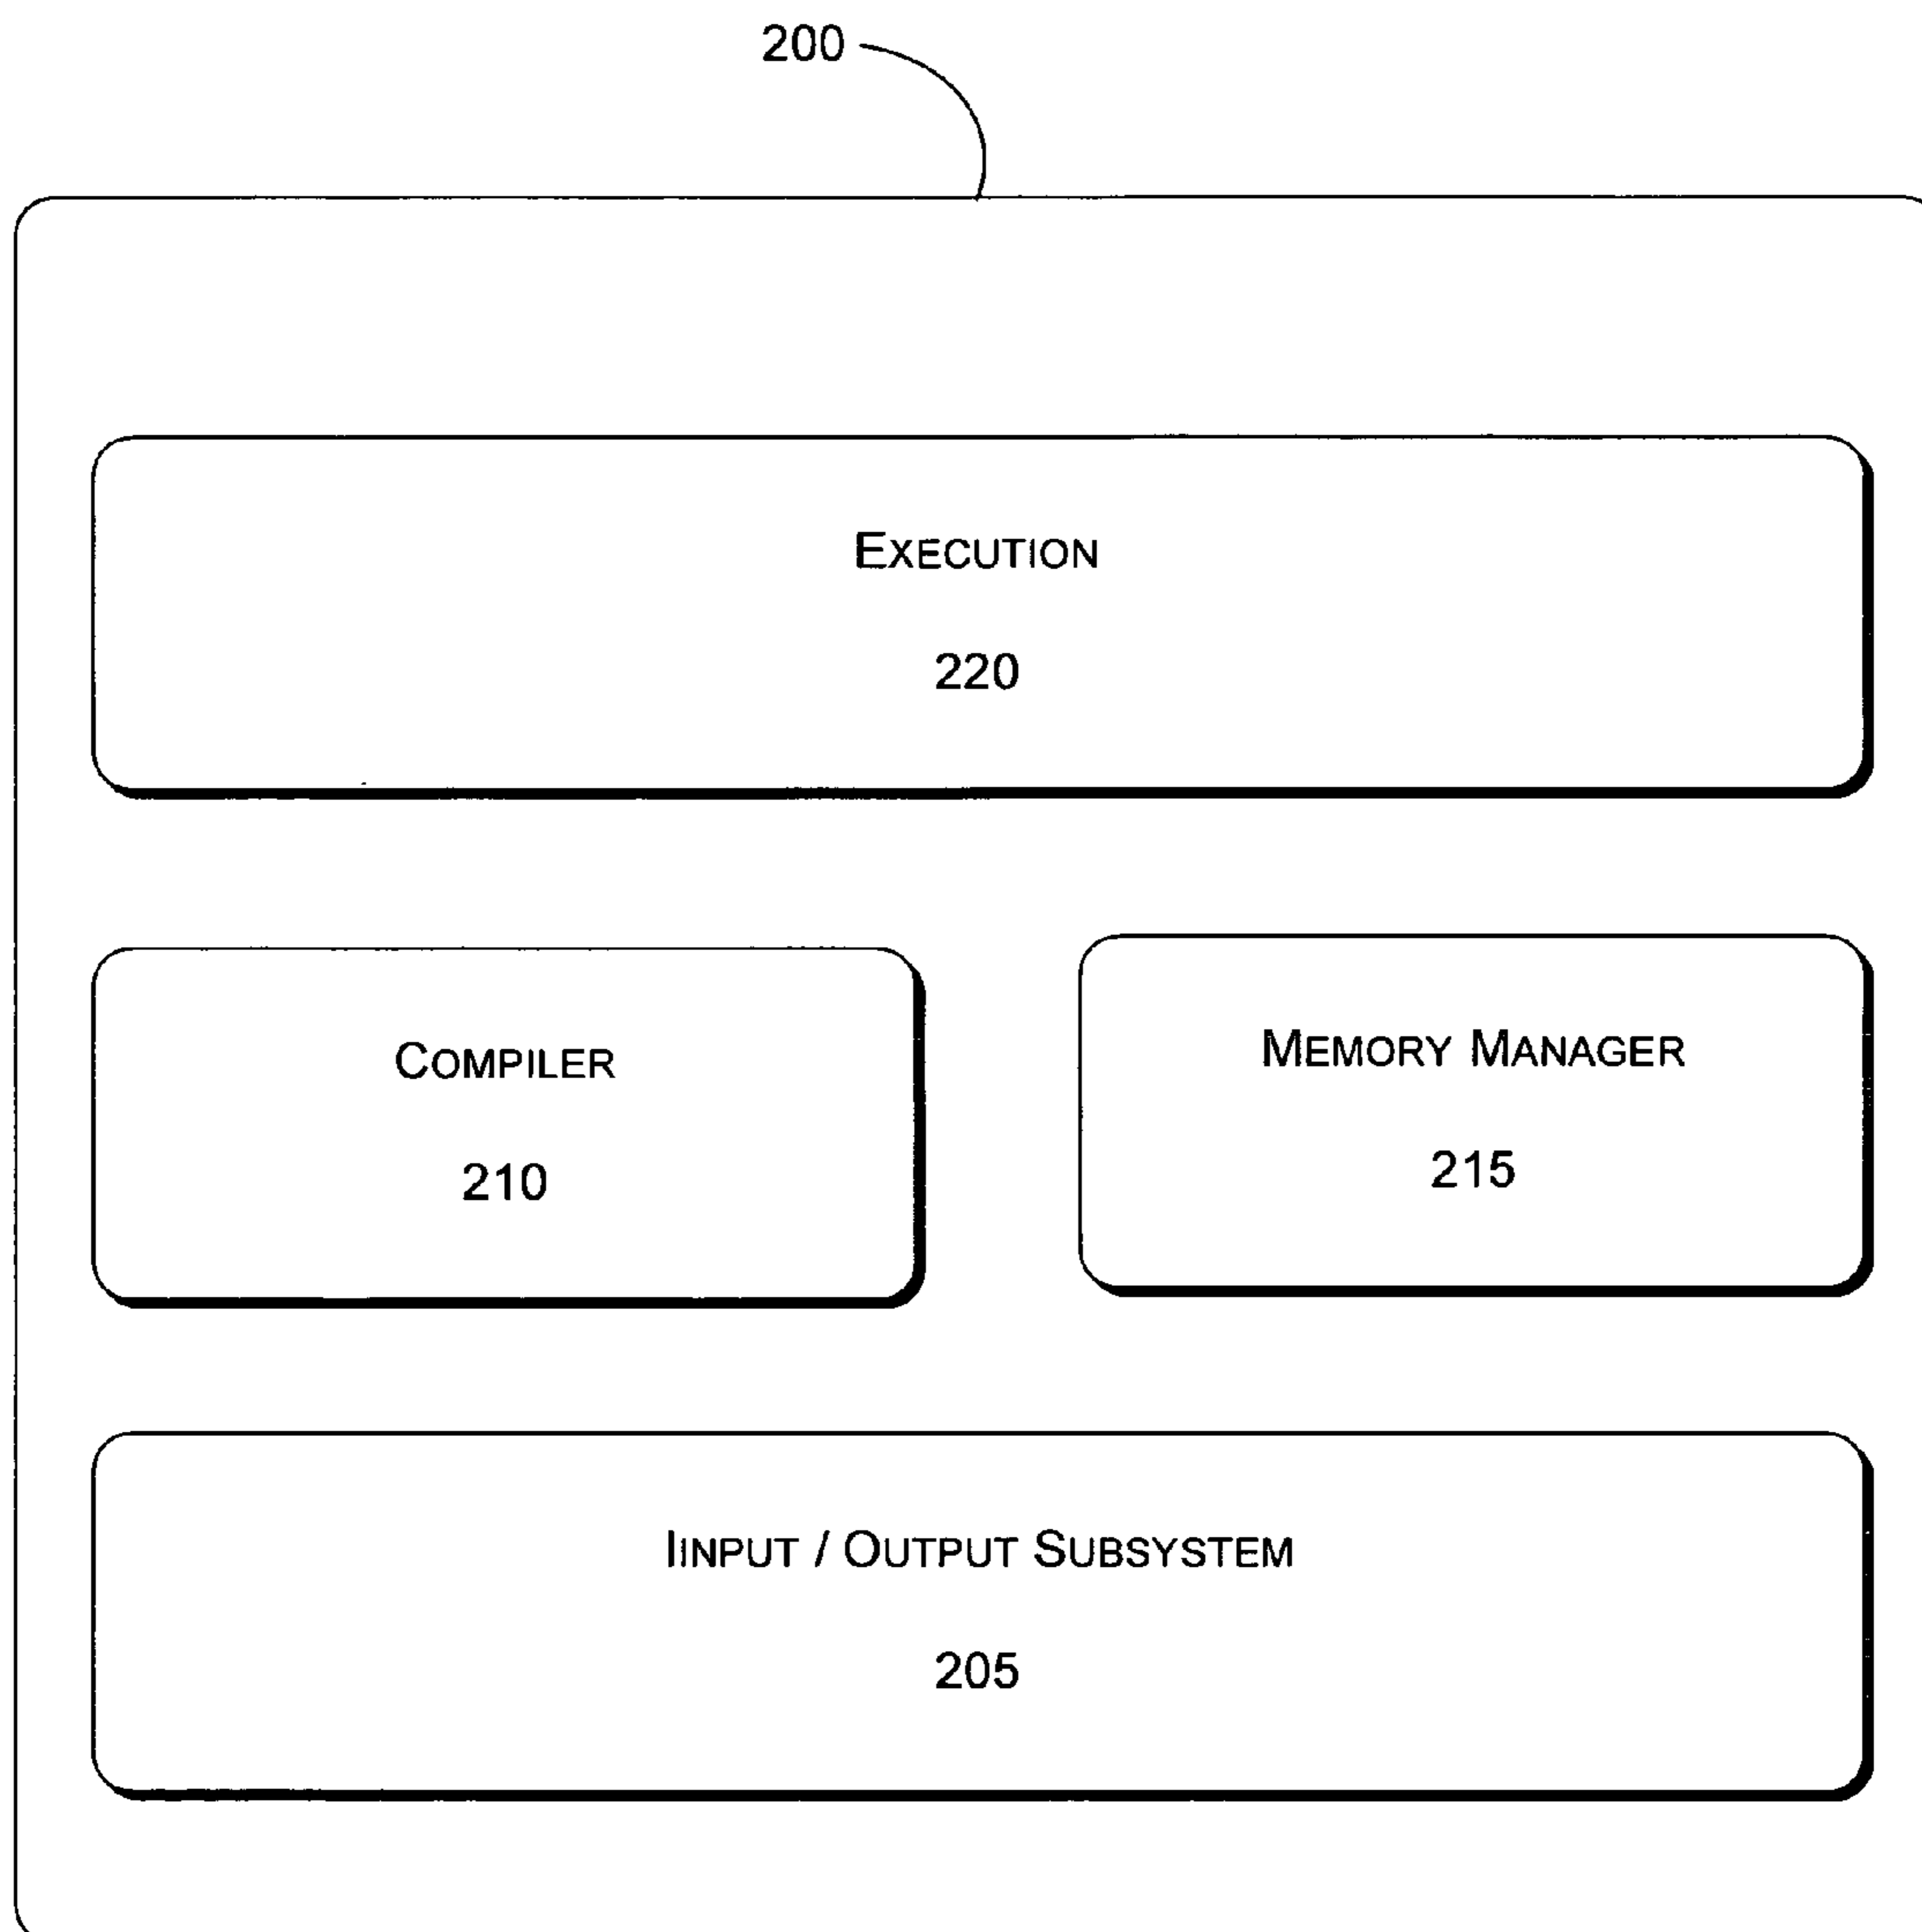 200
EXECUTION
220
COMPILER
210
MEMORY MANAGER
215
IINPUT / OUTPUT SUBSYSTEM
205